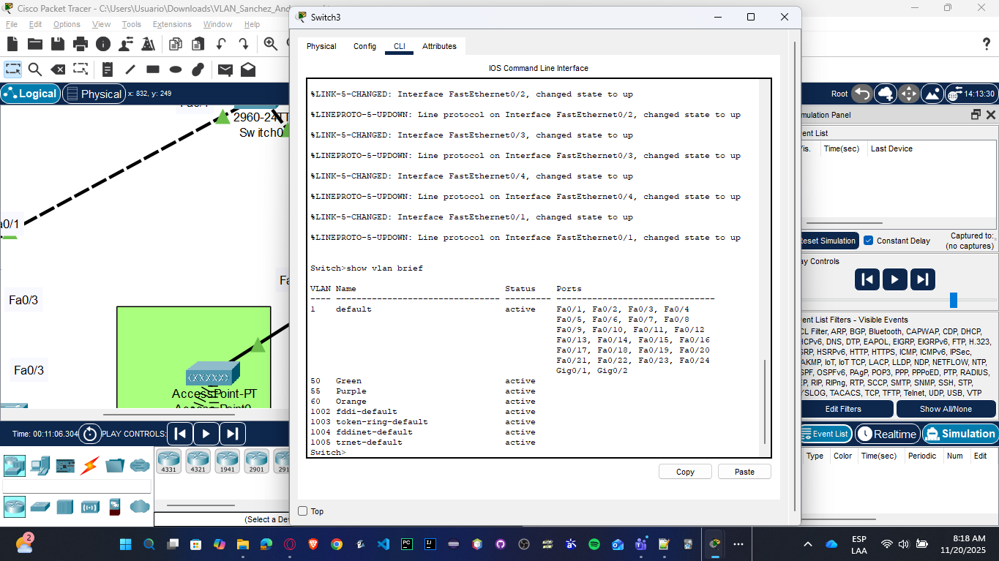 Cisco Packet Tracer - C:\Users\Usuario\Downloads\VLAN_Sanchez_And
File Edit Options View Tools Extensions Window Help
Logical Physical x: 832, y: 249
Root 14:13:30
2960-24TT
Switch0
Fa0/3
Fa0/3
AccessPoint-PT
Access Point0
Switch3
Physical Config CLI Attributes
IOS Command Line Interface
%LINK-5-CHANGED: Interface FastEthernet0/2, changed state to up
%LINEPROTO-5-UPDOWN: Line protocol on Interface FastEthernet0/2, changed state to up
%LINK-5-CHANGED: Interface FastEthernet0/3, changed state to up
%LINEPROTO-5-UPDOWN: Line protocol on Interface FastEthernet0/3, changed state to up
%LINK-5-CHANGED: Interface FastEthernet0/4, changed state to up
%LINEPROTO-5-UPDOWN: Line protocol on Interface FastEthernet0/4, changed state to up
%LINK-5-CHANGED: Interface FastEthernet0/1, changed state to up
%LINEPROTO-5-UPDOWN: Line protocol on Interface FastEthernet0/1, changed state to up
Switch>show vlan brief
VLAN Name Status Ports
---- -------------------------------- --------- -------------------------------
1 default active Fa0/1, Fa0/2, Fa0/3, Fa0/4
Fa0/5, Fa0/6, Fa0/7, Fa0/8
Fa0/9, Fa0/10, Fa0/11, Fa0/12
Fa0/13, Fa0/14, Fa0/15, Fa0/16
Fa0/17, Fa0/18, Fa0/19, Fa0/20
Fa0/21, Fa0/22, Fa0/23, Fa0/24
Gig0/1, Gig0/2
50 Green active
55 Purple active
60 Orange active
1002 fddi-default active
1003 token-ring-default active
1004 fddinet-default active
1005 trnet-default active
Switch>
Copy Paste
Top
mulation Panel
ent List
Vis. Time(sec) Last Device
Reset Simulation Constant Delay Captured to:
(no captures)
ay Controls
ent List Filters - Visible Events
CL Filter, ARP, BGP, Bluetooth, CAPWAP, CDP, DHCP,
HCPv6, DNS, DTP, EAPOL, EIGRP, EIGRPv6, FTP, H.323,
SRP, HSRPv6, HTTP, HTTPS, ICMP, ICMPv6, IPSec,
AKMP, IoT, IoT TCP, LACP, LLDP, NDP, NETFLOW, NTP,
SPF, OSPFv6, PAgP, POP3, PPP, PPPoED, PTP, RADIUS,
EP, RIP, RIPng, RTP, SCCP, SMTP, SNMP, SSH, STP,
YSLOG, TACACS, TCP, TFTP, Telnet, UDP, USB, VTP
Edit Filters Show All/None
Event List Realtime Simulation
Time: 00:11:06.304 PLAY CONTROLS:
4331 4321 1941 2901 291
Type Color Time(sec) Periodic Num Edit
(Select a De
2
ESP
LAA
8:18 AM
11/20/2025